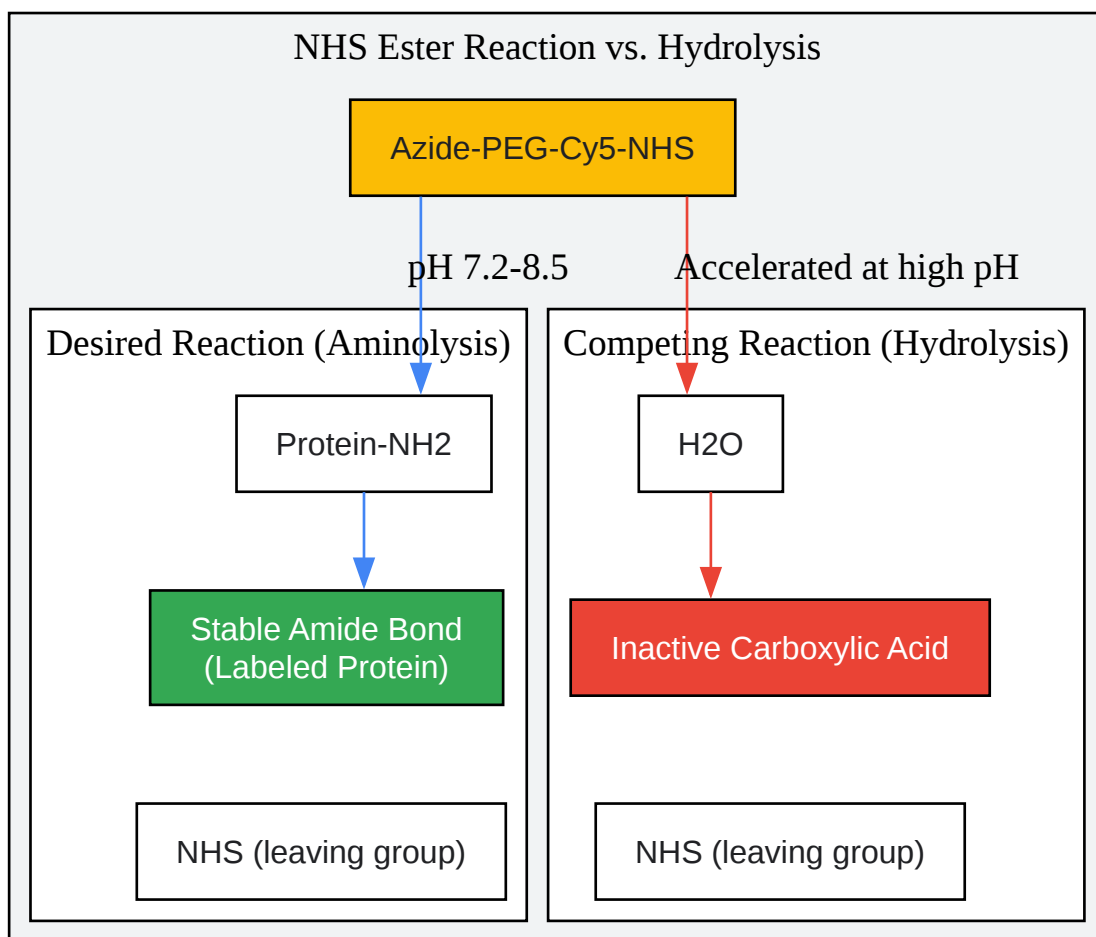 NHS Ester Reaction vs. Hydrolysis
Azide-PEG-Cy5-NHS
pH 7.2-8.5
Accelerated at high pH
Desired Reaction (Aminolysis)
Protein-NH2
Stable Amide Bond
(Labeled Protein)
NHS (leaving group)
Competing Reaction (Hydrolysis)
H2O
Inactive Carboxylic Acid
NHS (leaving group)